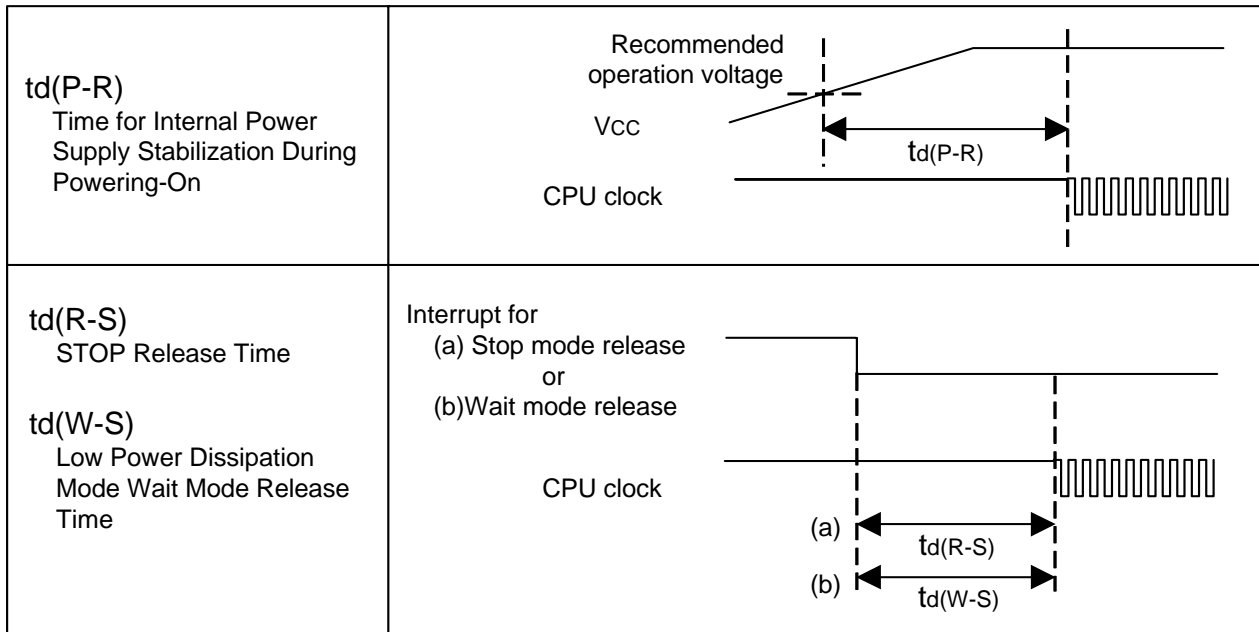 td(P-R)
Time for Internal Power
Supply Stabilization During
Powering-On
Recommended
operation voltage
VCC
td(P-R)
CPU clock
td(R-S)
STOP Release Time
td(W-S)
Low Power Dissipation
Mode Wait Mode Release
Time
Interrupt for
(a) Stop mode release
or
(b)Wait mode release
CPU clock
(a)
td(R-S)
(b)
td(W-S)